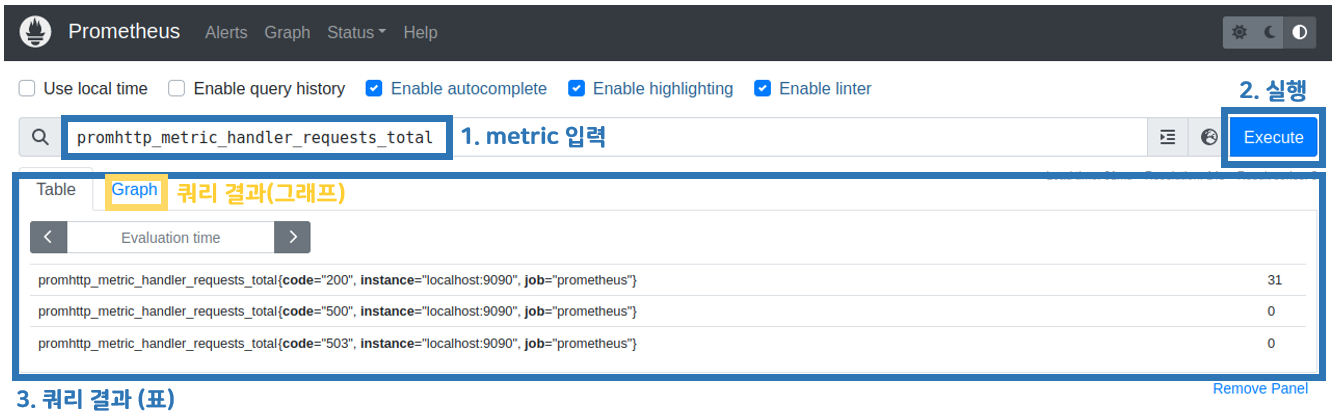 Prometheus Alerts Graph Status Help
Use local time Enable query history Enable autocomplete Enable highlighting Enable linter
2. 실행
promhttp_metric_handler_requests_total 1. metric 입력 Execute
Table Graph 쿼리 결과(그래프)
Evaluation time
promhttp_metric_handler_requests_total{code="200", instance="localhost:9090", job="prometheus"} 31
promhttp_metric_handler_requests_total{code="500", instance="localhost:9090", job="prometheus"} 0
promhttp_metric_handler_requests_total{code="503", instance="localhost:9090", job="prometheus"} 0
Remove Panel
3. 쿼리 결과 (표)